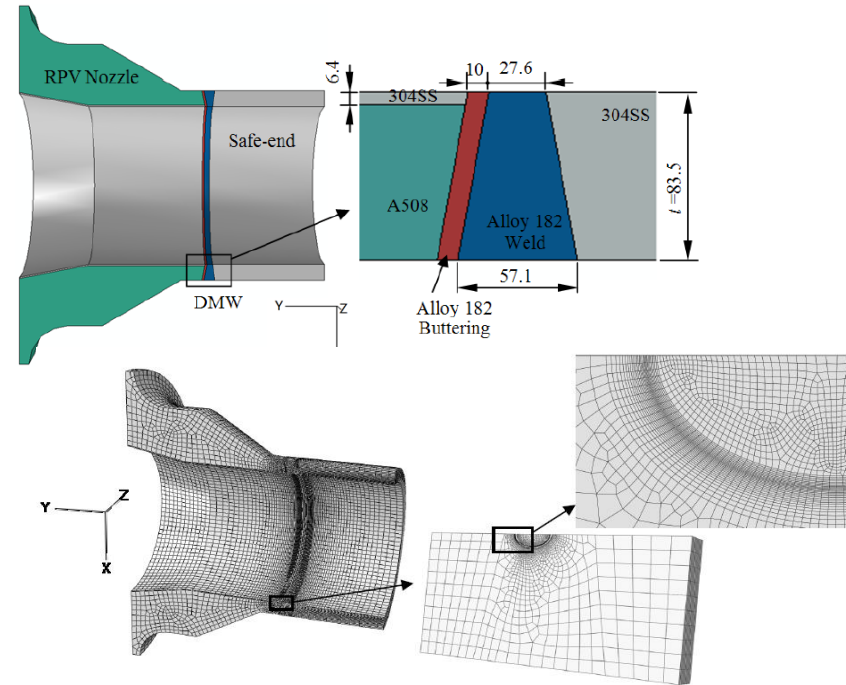 RPV Nozzle
Safe-end
DMW
Y
Z
6.4
10
27.6
304SS
304SS
A508
Alloy 182
Weld
t =83.5
57.1
Alloy 182
Buttering
Y
Z
X